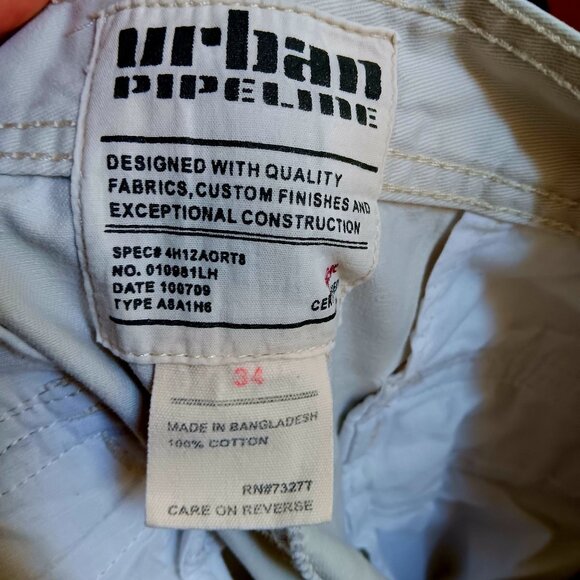 urban
PIPELINE
DESIGNED WITH QUALITY
FABRICS, CUSTOM FINISHES AND
EXCEPTIONAL CONSTRUCTION
SPEC# 4H12AORT8
NO. 010981LH
DATE 100709
TYPE A8A1H6
34
MADE IN BANGLADESH
100% COTTON
RN#73277
CARE ON REVERSE